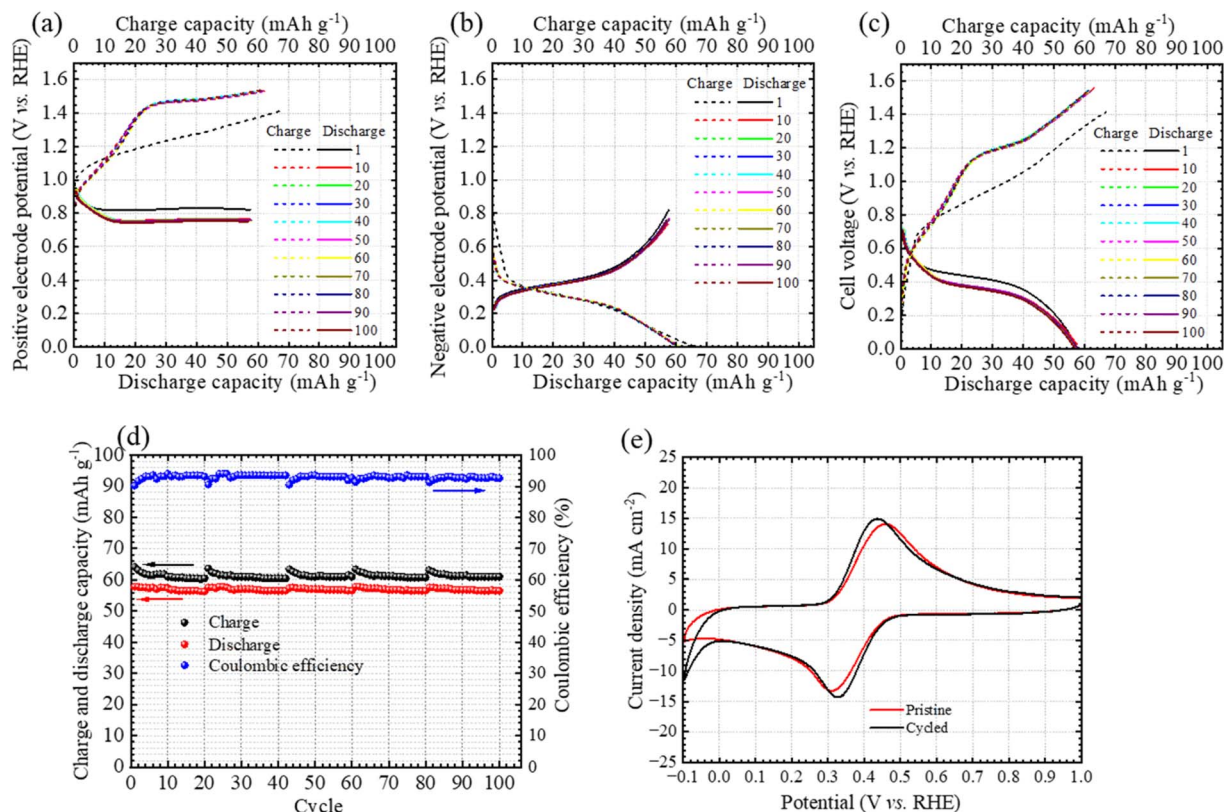 (a)
Charge capacity (mAh g⁻¹)
0 10 20 30 40 50 60 70 80 90 100
Positive electrode potential (V vs. RHE)
1.6
1.4
1.2
1.0
0.8
0.6
0.4
0.2
0.0
Charge Discharge
1
10
20
30
40
50
60
70
80
90
100
0 10 20 30 40 50 60 70 80 90 100
Discharge capacity (mAh g⁻¹)
(b)
Charge capacity (mAh g⁻¹)
0 10 20 30 40 50 60 70 80 90 100
Negative electrode potential (V vs. RHE)
1.6
1.4
1.2
1.0
0.8
0.6
0.4
0.2
0.0
Charge Discharge
1
10
20
30
40
50
60
70
80
90
100
0 10 20 30 40 50 60 70 80 90 100
Discharge capacity (mAh g⁻¹)
(c)
Charge capacity (mAh g⁻¹)
0 10 20 30 40 50 60 70 80 90 100
Cell voltage (V vs. RHE)
1.6
1.4
1.2
1.0
0.8
0.6
0.4
0.2
0.0
Charge Discharge
1
10
20
30
40
50
60
70
80
90
100
0 10 20 30 40 50 60 70 80 90 100
Discharge capacity (mAh g⁻¹)
(d)
Charge and discharge capacity (mAh g⁻¹)
100
90
80
70
60
50
40
30
20
10
0
Charge
Discharge
Coulombic efficiency
100
90
80
70
60
50
40
30
20
10
0
Coulombic efficiency (%)
0 10 20 30 40 50 60 70 80 90 100
Cycle
(e)
Current density (mA cm⁻²)
25
20
15
10
5
0
−5
−10
−15
−20
−25
Pristine
Cycled
−0.1 0.0 0.1 0.2 0.3 0.4 0.5 0.6 0.7 0.8 0.9 1.0
Potential (V vs. RHE)